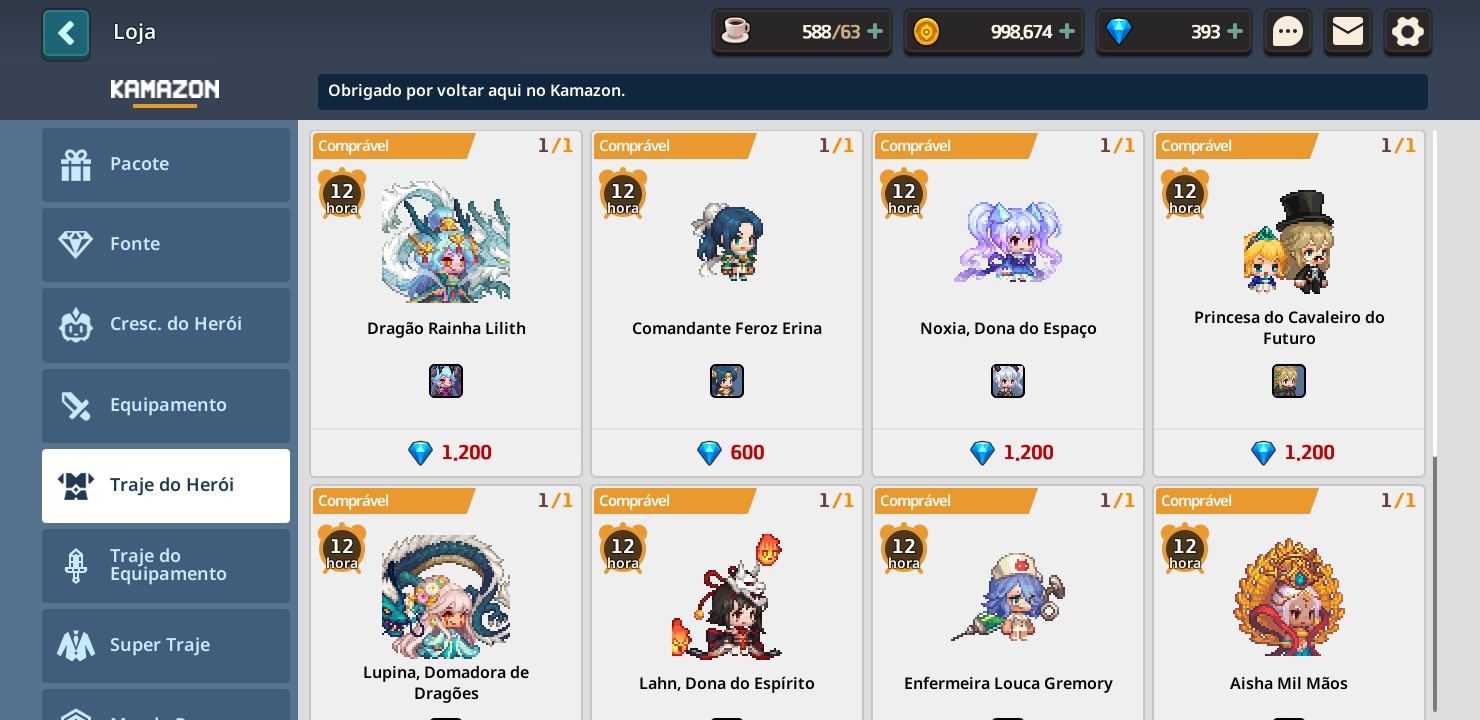 Loja
588/63
998,674
393
KAMAZON
Obrigado por voltar aqui no Kamazon.
Pacote
Fonte
Cresc. do Herói
Equipamento
Traje do Herói
Traje do
Equipamento
Super Traje
Comprável 1/1
12
hora
Dragão Rainha Lilith
1,200
Comprável 1/1
12
hora
Comandante Feroz Erina
600
Comprável 1/1
12
hora
Noxia, Dona do Espaço
1,200
Comprável 1/1
12
hora
Princesa do Cavaleiro do
Futuro
1,200
Comprável 1/1
12
hora
Lupina, Domadora de
Dragões
Comprável 1/1
12
hora
Lahn, Dona do Espírito
Comprável 1/1
12
hora
Enfermeira Louca Gremory
Comprável 1/1
12
hora
Aisha Mil Mãos